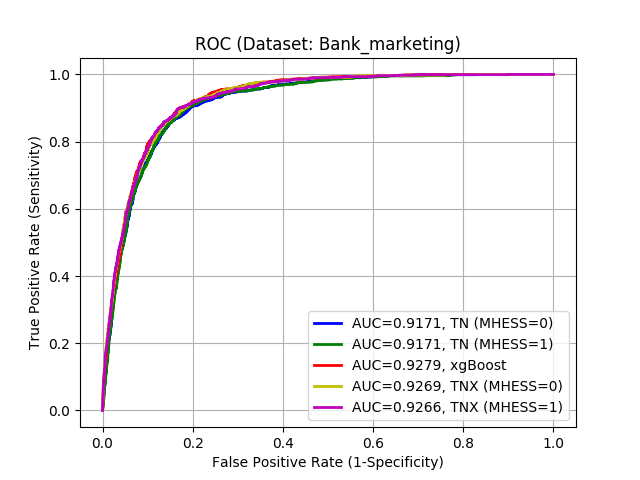 ROC (Dataset: Bank_marketing)
True Positive Rate (Sensitivity)
1.0
0.8
0.6
0.4
0.2
0.0
AUC=0.9171, TN (MHESS=0)
AUC=0.9171, TN (MHESS=1)
AUC=0.9279, xgBoost
AUC=0.9269, TNX (MHESS=0)
AUC=0.9266, TNX (MHESS=1)
0.0 0.2 0.4 0.6 0.8 1.0
False Positive Rate (1-Specificity)